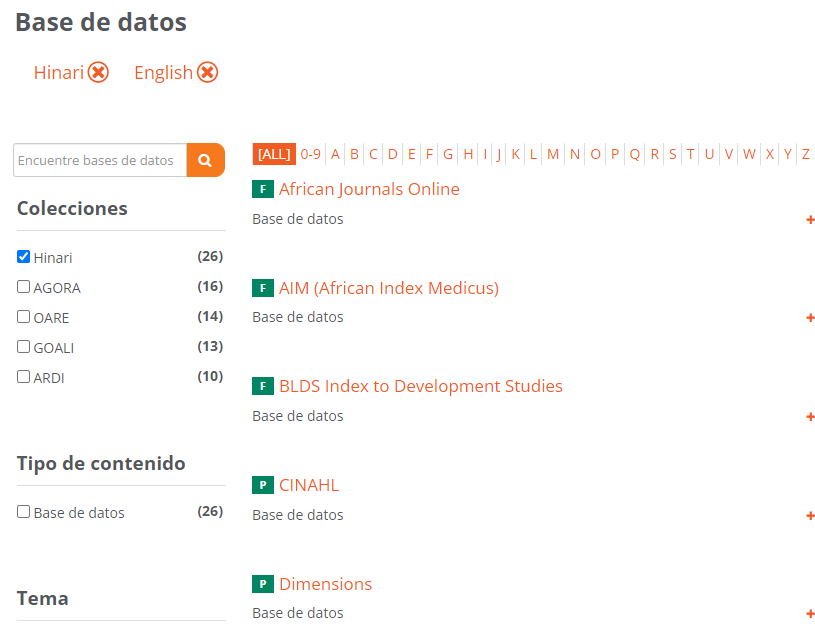 Base de datos
Hinari English
Encuentre bases de datos
Colecciones
Hinari (26)
AGORA (16)
OARE (14)
GOALI (13)
ARDI (10)
Tipo de contenido
Base de datos (26)
Tema
[ALL] 0-9 A B C D E F G H I J K L M N O P Q R S T U V W X Y Z
F African Journals Online
Base de datos +
F AIM (African Index Medicus)
Base de datos +
F BLDS Index to Development Studies
Base de datos +
P CINAHL
Base de datos +
P Dimensions
Base de datos +